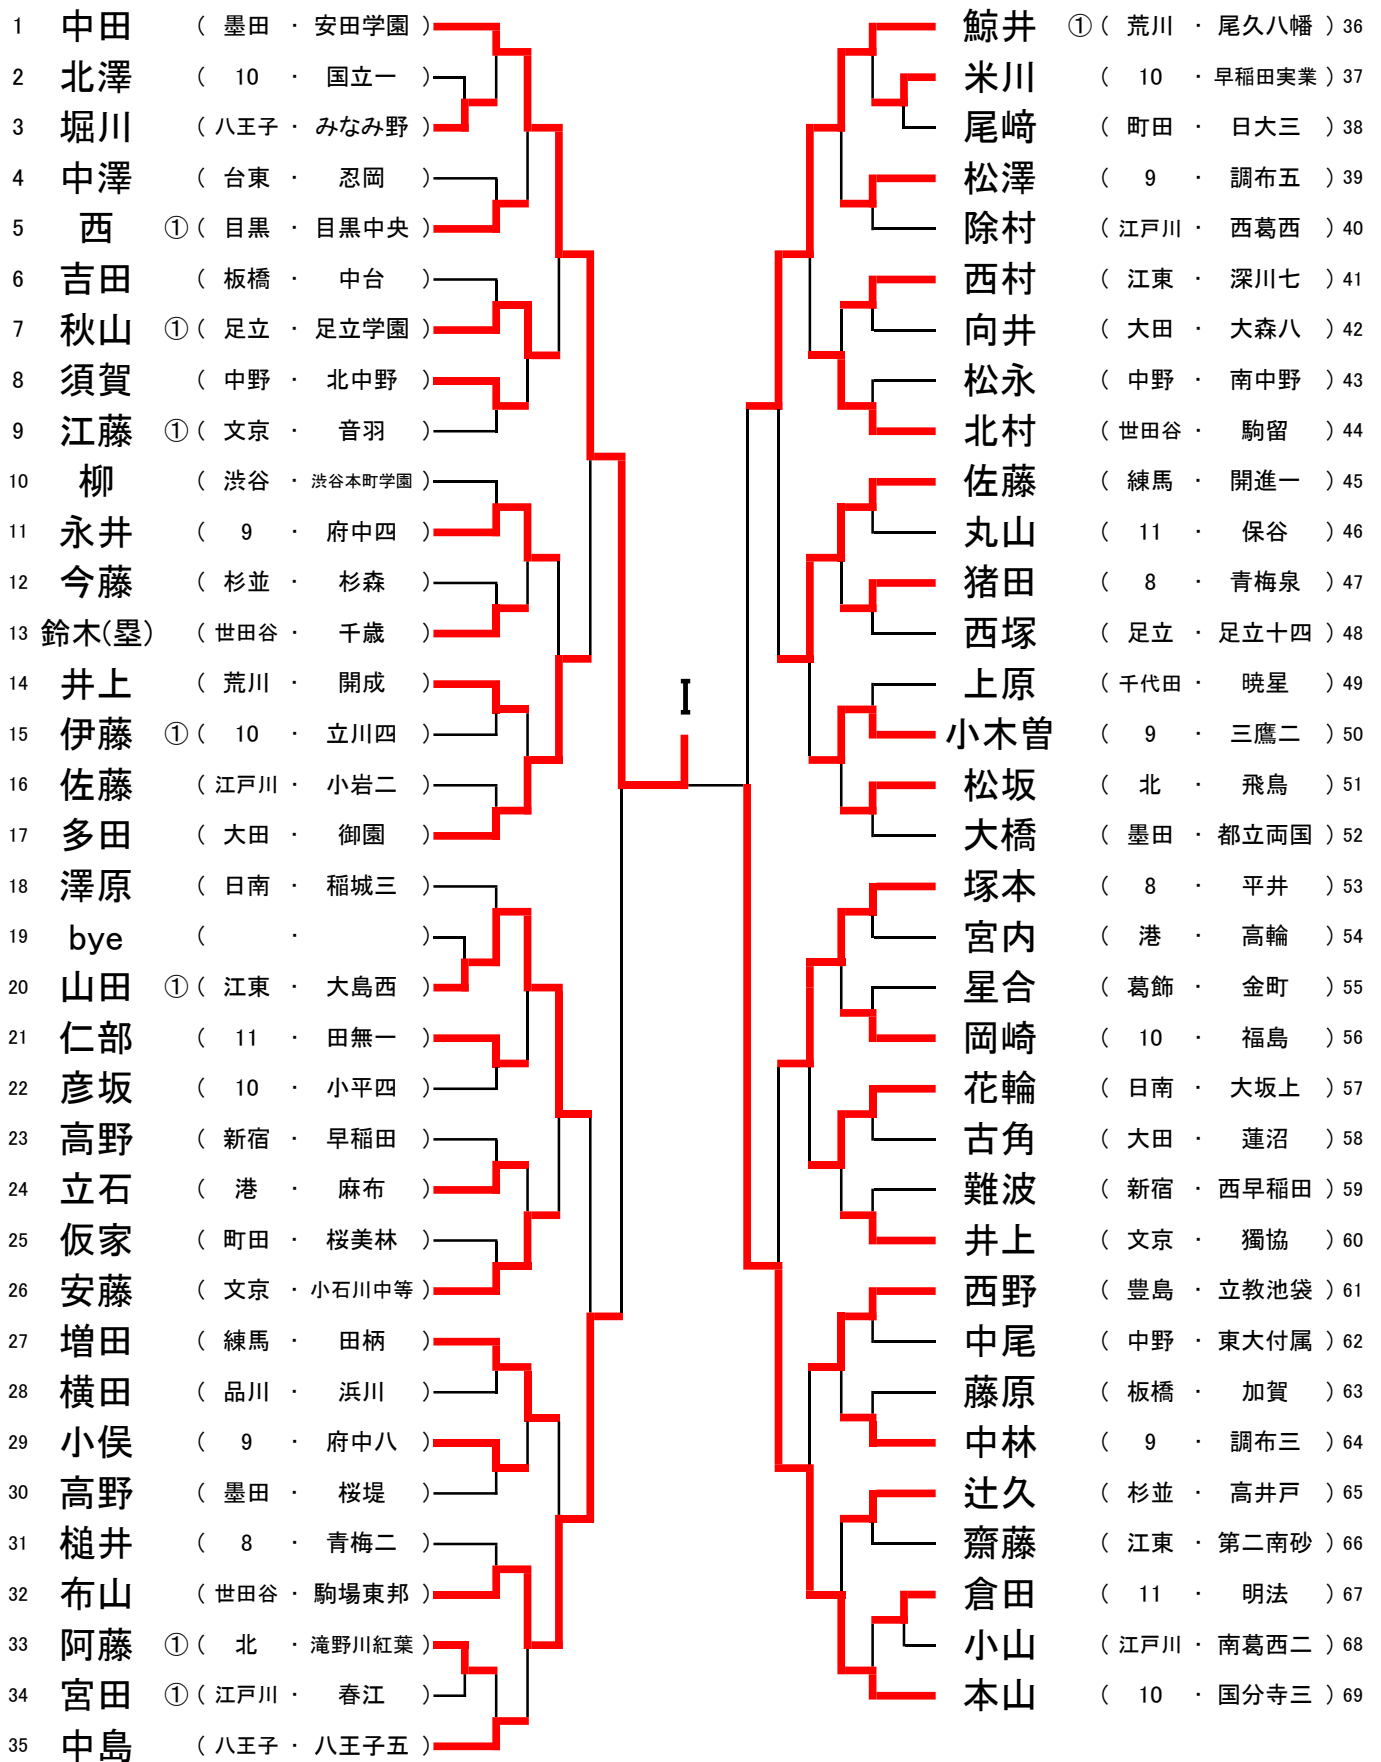 1 中田 ( 墨田 ・ 安田学園 )
2 北澤 ( 10 ・ 国立一 )
3 堀川 ( 八王子 ・ みなみ野 )
4 中澤 ( 台東 ・ 忍岡 )
5 西 ① ( 目黒 ・ 目黒中央 )
6 吉田 ( 板橋 ・ 中台 )
7 秋山 ① ( 足立 ・ 足立学園 )
8 須賀 ( 中野 ・ 北中野 )
9 江藤 ① ( 文京 ・ 音羽 )
10 柳 ( 渋谷 ・ 渋谷本町学園 )
11 永井 ( 9 ・ 府中四 )
12 今藤 ( 杉並 ・ 杉森 )
13 鈴木(塁) ( 世田谷 ・ 千歳 )
14 井上 ( 荒川 ・ 開成 )
15 伊藤 ① ( 10 ・ 立川四 )
16 佐藤 ( 江戸川 ・ 小岩二 )
17 多田 ( 大田 ・ 御園 )
18 澤原 ( 日南 ・ 稲城三 )
19 bye ( ・ )
20 山田 ① ( 江東 ・ 大島西 )
21 仁部 ( 11 ・ 田無一 )
22 彦坂 ( 10 ・ 小平四 )
23 高野 ( 新宿 ・ 早稲田 )
24 立石 ( 港 ・ 麻布 )
25 仮家 ( 町田 ・ 桜美林 )
26 安藤 ( 文京 ・ 小石川中等 )
27 増田 ( 練馬 ・ 田柄 )
28 横田 ( 品川 ・ 浜川 )
29 小俣 ( 9 ・ 府中八 )
30 高野 ( 墨田 ・ 桜堤 )
31 槌井 ( 8 ・ 青梅二 )
32 布山 ( 世田谷 ・ 駒場東邦 )
33 阿藤 ① ( 北 ・ 滝野川紅葉 )
34 宮田 ① ( 江戸川 ・ 春江 )
35 中島 ( 八王子 ・ 八王子五 )
I
鯨井 ① ( 荒川 ・ 尾久八幡 ) 36
米川 ( 10 ・ 早稲田実業 ) 37
尾﨑 ( 町田 ・ 日大三 ) 38
松澤 ( 9 ・ 調布五 ) 39
除村 ( 江戸川 ・ 西葛西 ) 40
西村 ( 江東 ・ 深川七 ) 41
向井 ( 大田 ・ 大森八 ) 42
松永 ( 中野 ・ 南中野 ) 43
北村 ( 世田谷 ・ 駒留 ) 44
佐藤 ( 練馬 ・ 開進一 ) 45
丸山 ( 11 ・ 保谷 ) 46
猪田 ( 8 ・ 青梅泉 ) 47
西塚 ( 足立 ・ 足立十四 ) 48
上原 ( 千代田 ・ 暁星 ) 49
小木曽 ( 9 ・ 三鷹二 ) 50
松坂 ( 北 ・ 飛鳥 ) 51
大橋 ( 墨田 ・ 都立両国 ) 52
塚本 ( 8 ・ 平井 ) 53
宮内 ( 港 ・ 高輪 ) 54
星合 ( 葛飾 ・ 金町 ) 55
岡崎 ( 10 ・ 福島 ) 56
花輪 ( 日南 ・ 大坂上 ) 57
古角 ( 大田 ・ 蓮沼 ) 58
難波 ( 新宿 ・ 西早稲田 ) 59
井上 ( 文京 ・ 獨協 ) 60
西野 ( 豊島 ・ 立教池袋 ) 61
中尾 ( 中野 ・ 東大付属 ) 62
藤原 ( 板橋 ・ 加賀 ) 63
中林 ( 9 ・ 調布三 ) 64
辻久 ( 杉並 ・ 高井戸 ) 65
齋藤 ( 江東 ・ 第二南砂 ) 66
倉田 ( 11 ・ 明法 ) 67
小山 ( 江戸川 ・ 南葛西二 ) 68
本山 ( 10 ・ 国分寺三 ) 69